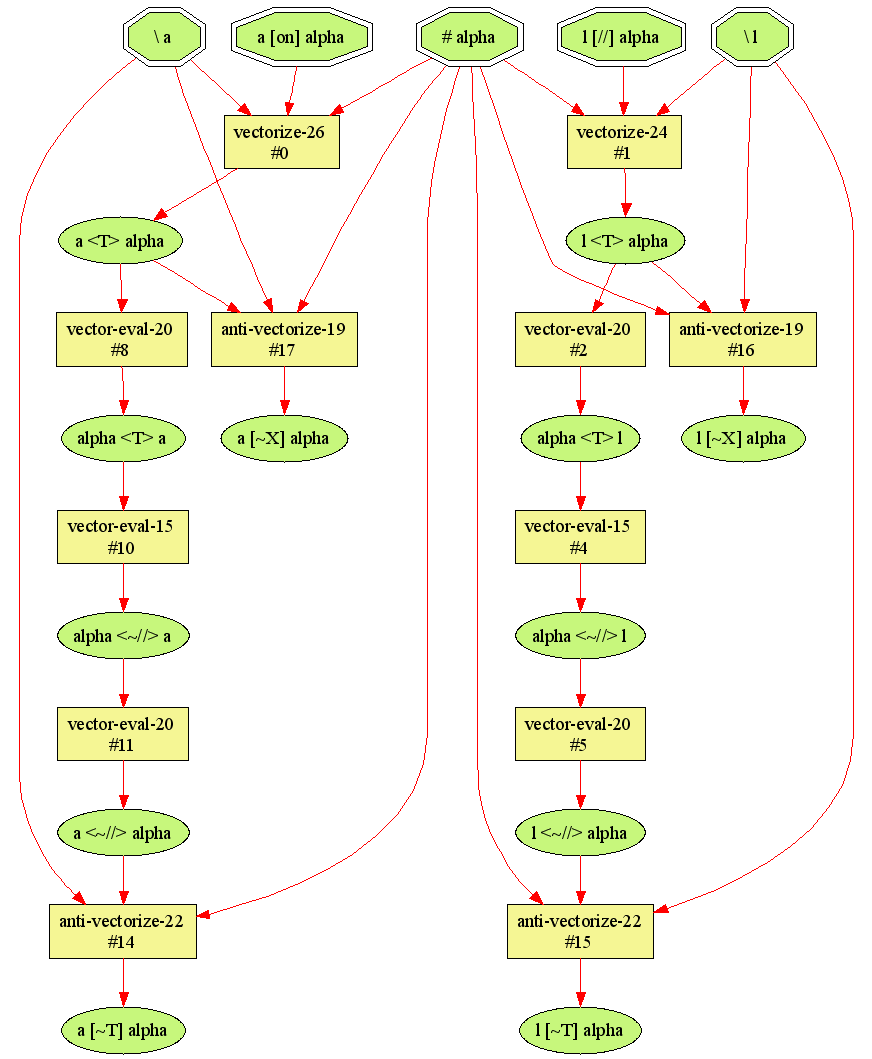 \ a
a [on] alpha
# alpha
l [//] alpha
\ l
vectorize-26
#0
vectorize-24
#1
a <T> alpha
l <T> alpha
vector-eval-20
#8
anti-vectorize-19
#17
vector-eval-20
#2
anti-vectorize-19
#16
alpha <T> a
a [~X] alpha
alpha <T> l
l [~X] alpha
vector-eval-15
#10
vector-eval-15
#4
alpha <~//> a
alpha <~//> l
vector-eval-20
#11
vector-eval-20
#5
a <~//> alpha
l <~//> alpha
anti-vectorize-22
#14
anti-vectorize-22
#15
a [~T] alpha
l [~T] alpha